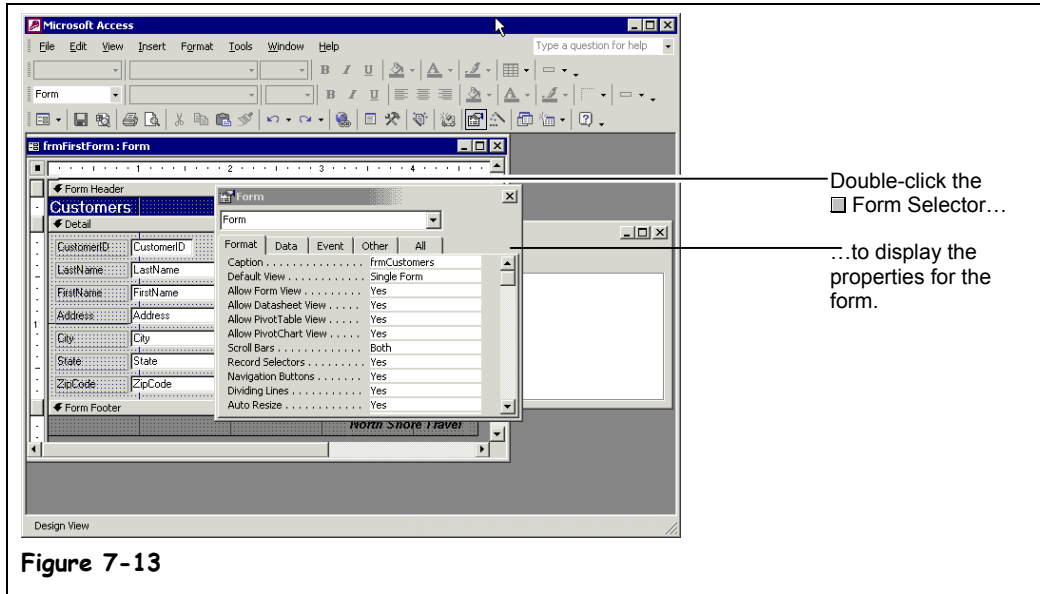 Microsoft Access
File Edit View Insert Format Tools Window Help Type a question for help
B I U A
Form B I U A
frmFirstForm : Form
1 2 3 4
Form Header
Customers
Detail
CustomerID CustomerID
LastName LastName
FirstName FirstName
Address Address
1
City City
State State
ZipCode ZipCode
Form Footer
North Shore Travel
Form
Form
Format Data Event Other All
Caption . . . . . . . . . . . . . . . frmCustomers
Default View . . . . . . . . . . . . Single Form
Allow Form View . . . . . . . . . Yes
Allow Datasheet View . . . . . Yes
Allow PivotTable View . . . . . Yes
Allow PivotChart View . . . . . Yes
Scroll Bars . . . . . . . . . . . . . Both
Record Selectors . . . . . . . . . Yes
Navigation Buttons . . . . . . . Yes
Dividing Lines . . . . . . . . . . . Yes
Auto Resize . . . . . . . . . . . . Yes
Design View
Double-click the
Form Selector…
…to display the
properties for the
form.
Figure 7-13